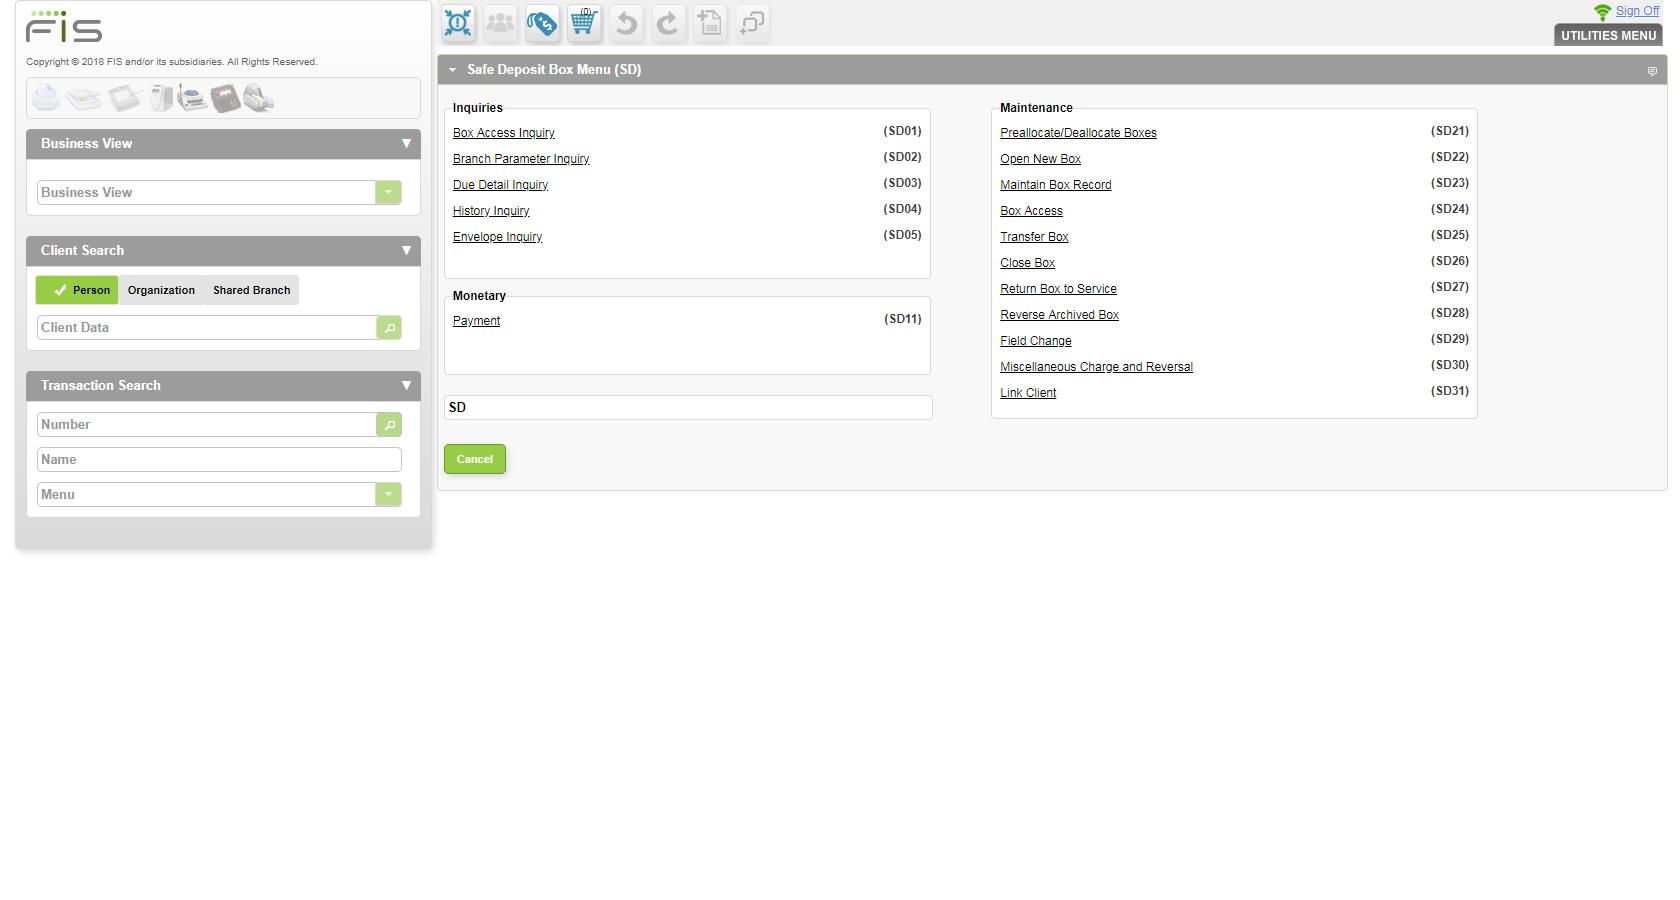 FIS
Copyright © 2018 FIS and/or its subsidiaries. All Rights Reserved.
Business View
Business View
Client Search
Person Organization Shared Branch
Client Data
Transaction Search
Number
Name
Menu
(0)
Sign Off
UTILITIES MENU
Safe Deposit Box Menu (SD)
Inquiries
Box Access Inquiry (SD01)
Branch Parameter Inquiry (SD02)
Due Detail Inquiry (SD03)
History Inquiry (SD04)
Envelope Inquiry (SD05)
Monetary
Payment (SD11)
SD
Cancel
Maintenance
Preallocate/Deallocate Boxes (SD21)
Open New Box (SD22)
Maintain Box Record (SD23)
Box Access (SD24)
Transfer Box (SD25)
Close Box (SD26)
Return Box to Service (SD27)
Reverse Archived Box (SD28)
Field Change (SD29)
Miscellaneous Charge and Reversal (SD30)
Link Client (SD31)